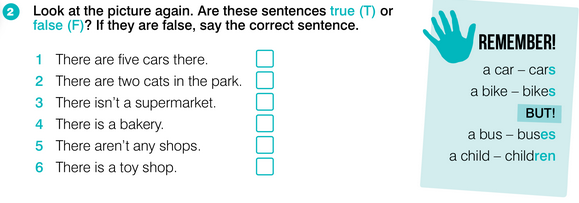 2 Look at the picture again. Are these sentences true (T) or
false (F)? If they are false, say the correct sentence.
1 There are five cars there.
2 There are two cats in the park.
3 There isn't a supermarket.
4 There is a bakery.
5 There aren't any shops.
6 There is a toy shop.
REMEMBER!
a car – cars
a bike – bikes
BUT!
a bus – buses
a child – children